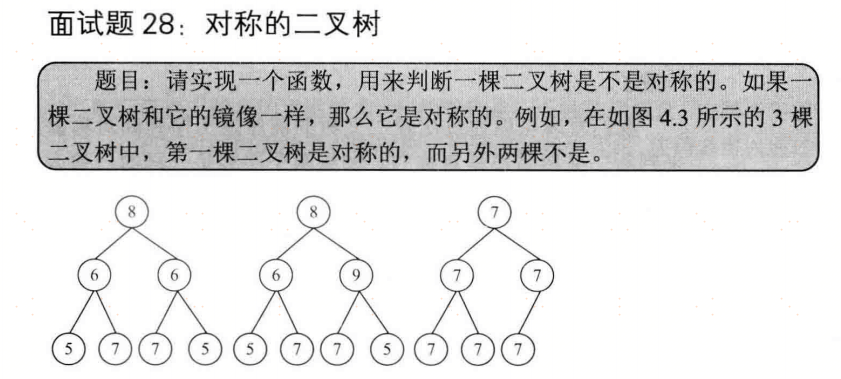 面试题 28：对称的二叉树
题目：请实现一个函数，用来判断一棵二叉树是不是对称的。如果一
棵二叉树和它的镜像一样，那么它是对称的。例如，在如图 4.3 所示的 3 棵
二叉树中，第一棵二叉树是对称的，而另外两棵不是。
8 8 7
6 6 6 9 7 7
5 7 7 5 5 7 7 5 7 7 7